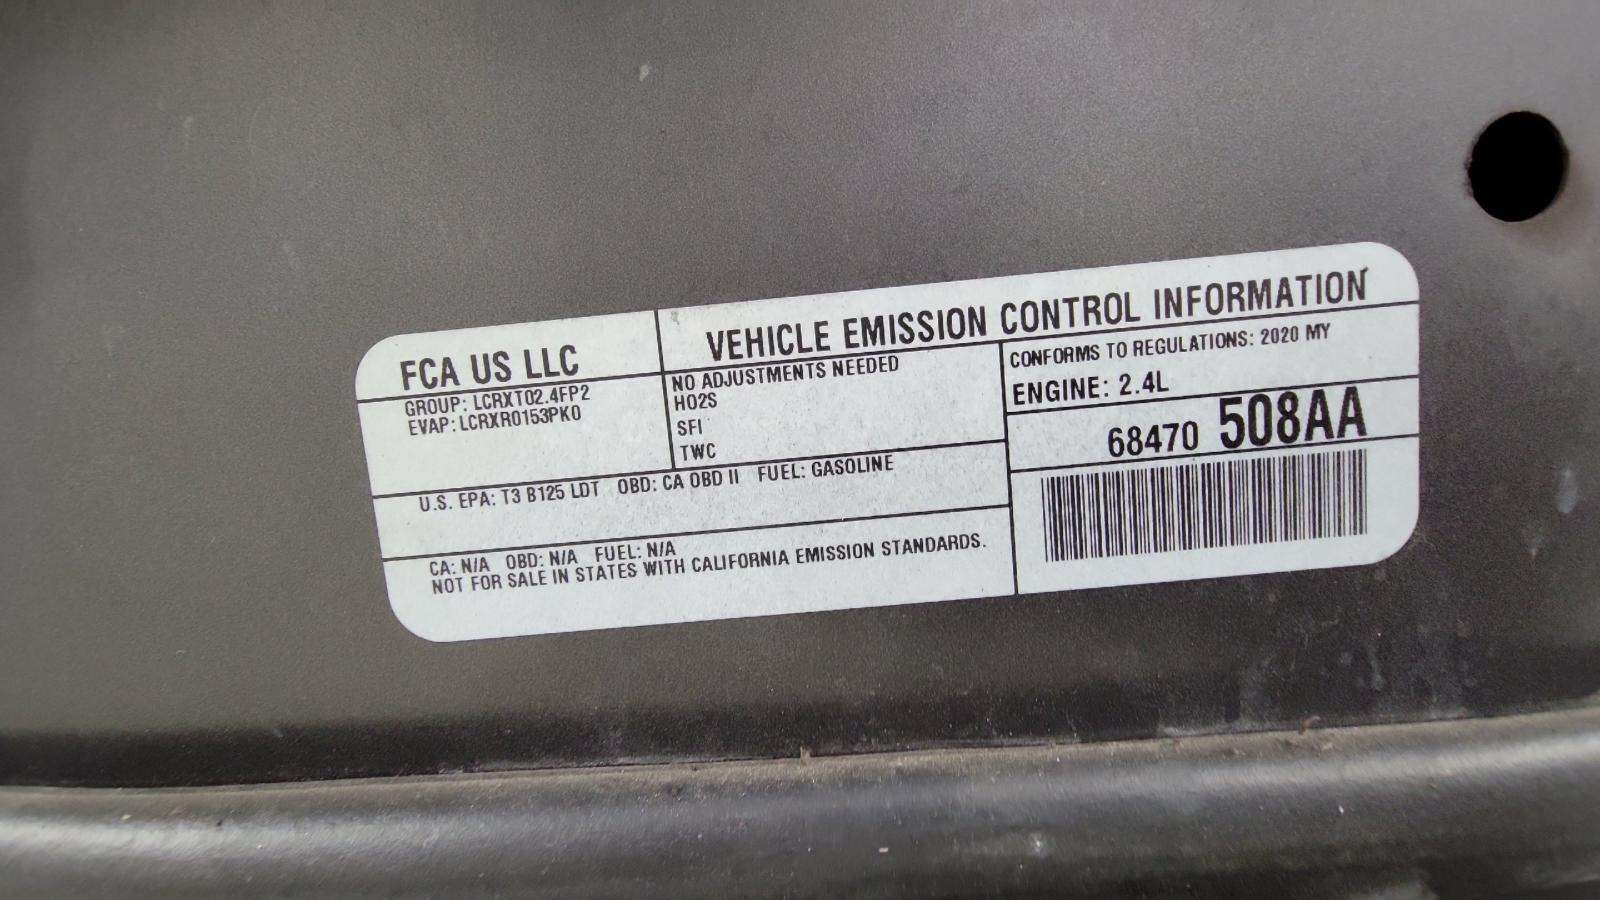 FCA US LLC
VEHICLE EMISSION CONTROL INFORMATION
GROUP: LCRXT02.4FP2
EVAP: LCRXR0153PK0
NO ADJUSTMENTS NEEDED
HO2S
SFI
TWC
CONFORMS TO REGULATIONS: 2020 MY
ENGINE: 2.4L
68470 508AA
U.S. EPA: T3 B125 LDT OBD: CA OBD II FUEL: GASOLINE
CA: N/A OBD: N/A FUEL: N/A
NOT FOR SALE IN STATES WITH CALIFORNIA EMISSION STANDARDS.